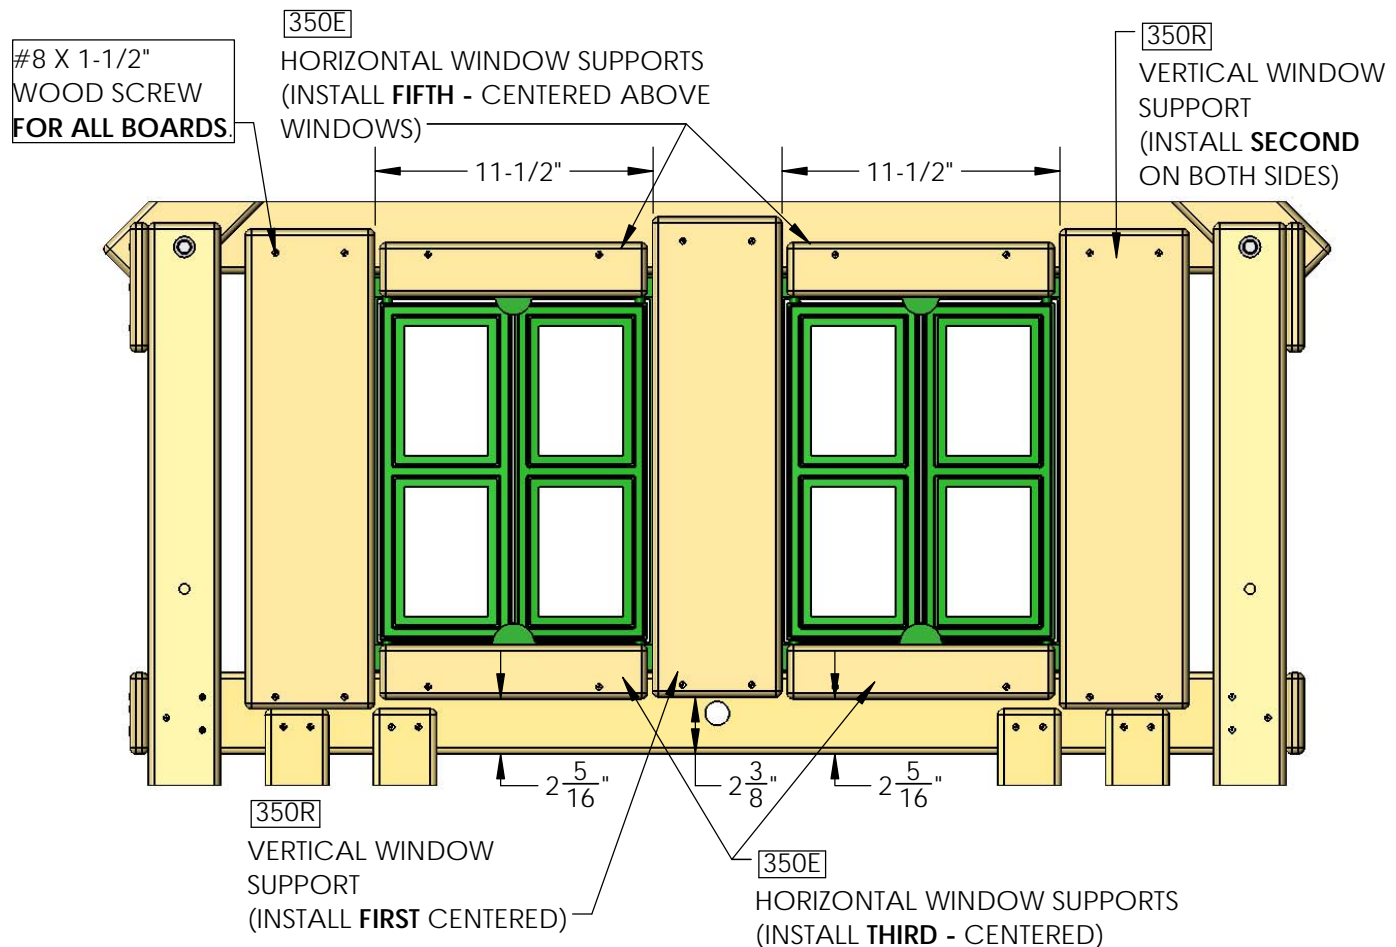 350E
HORIZONTAL WINDOW SUPPORTS
(INSTALL FIFTH - CENTERED ABOVE
WINDOWS)
#8 X 1-1/2"
WOOD SCREW
FOR ALL BOARDS.
350R
VERTICAL WINDOW
SUPPORT
(INSTALL SECOND
ON BOTH SIDES)
11-1/2"
11-1/2"
2 5/16"
2 3/8"
2 5/16"
350R
VERTICAL WINDOW
SUPPORT
(INSTALL FIRST CENTERED)
350E
HORIZONTAL WINDOW SUPPORTS
(INSTALL THIRD - CENTERED)